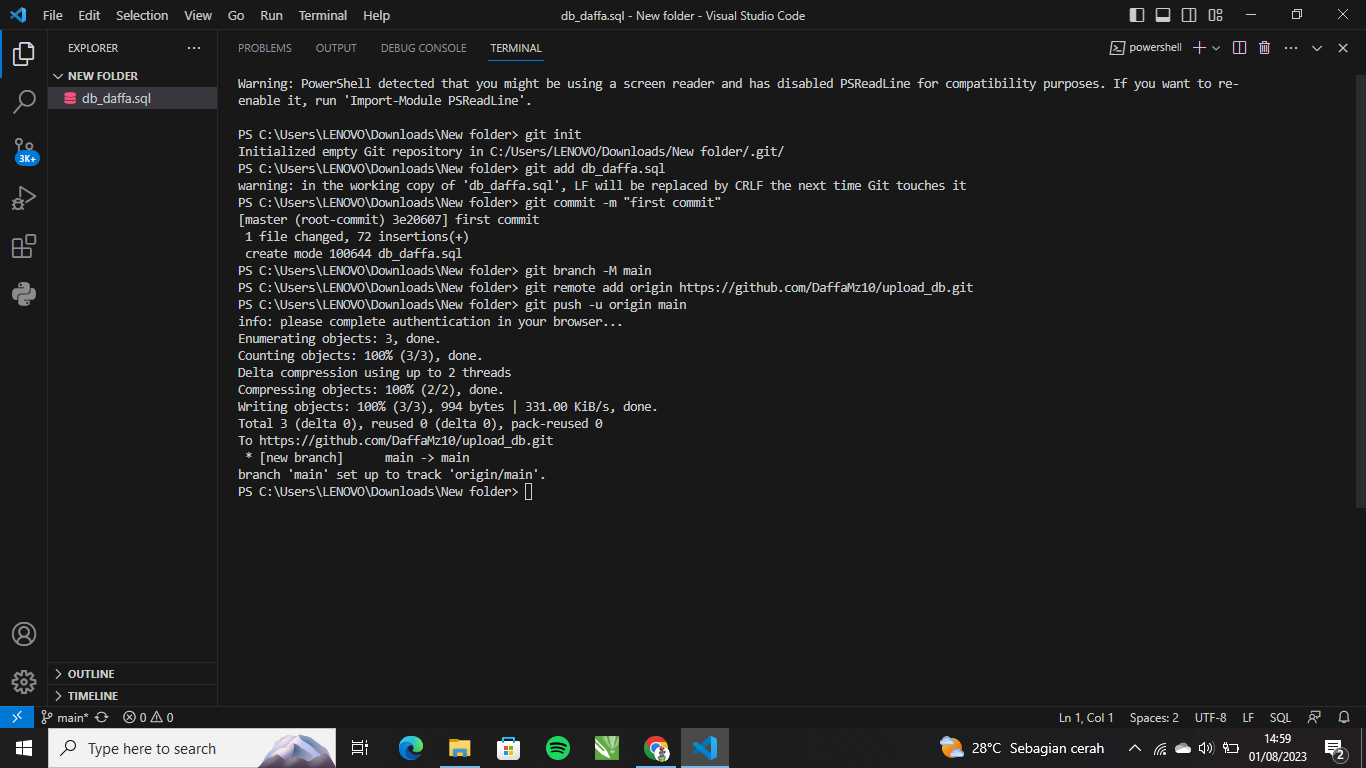 File Edit Selection View Go Run Terminal Help
db_daffa.sql - New folder - Visual Studio Code
EXPLORER
NEW FOLDER
db_daffa.sql
3K+
OUTLINE
TIMELINE
PROBLEMS OUTPUT DEBUG CONSOLE TERMINAL
powershell
Warning: PowerShell detected that you might be using a screen reader and has disabled PSReadLine for compatibility purposes. If you want to re-
enable it, run 'Import-Module PSReadLine'.
PS C:\Users\LENOVO\Downloads\New folder> git init
Initialized empty Git repository in C:/Users/LENOVO/Downloads/New folder/.git/
PS C:\Users\LENOVO\Downloads\New folder> git add db_daffa.sql
warning: in the working copy of 'db_daffa.sql', LF will be replaced by CRLF the next time Git touches it
PS C:\Users\LENOVO\Downloads\New folder> git commit -m "first commit"
[master (root-commit) 3e20607] first commit
 1 file changed, 72 insertions(+)
 create mode 100644 db_daffa.sql
PS C:\Users\LENOVO\Downloads\New folder> git branch -M main
PS C:\Users\LENOVO\Downloads\New folder> git remote add origin https://github.com/DaffaMz10/upload_db.git
PS C:\Users\LENOVO\Downloads\New folder> git push -u origin main
info: please complete authentication in your browser...
Enumerating objects: 3, done.
Counting objects: 100% (3/3), done.
Delta compression using up to 2 threads
Compressing objects: 100% (2/2), done.
Writing objects: 100% (3/3), 994 bytes | 331.00 KiB/s, done.
Total 3 (delta 0), reused 0 (delta 0), pack-reused 0
To https://github.com/DaffaMz10/upload_db.git
 * [new branch]      main -> main
branch 'main' set up to track 'origin/main'.
PS C:\Users\LENOVO\Downloads\New folder>
main* 0 0
Ln 1, Col 1 Spaces: 2 UTF-8 LF SQL
Type here to search
28°C Sebagian cerah
14:59
01/08/2023
2